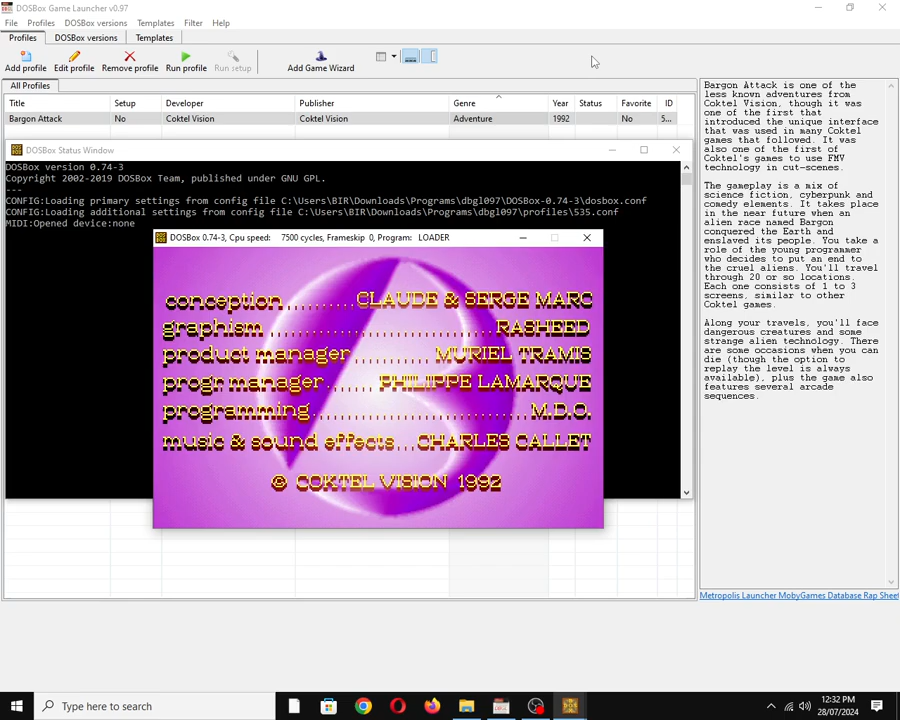 DOSBox Game Launcher v0.97
File Profiles DOSBox versions Templates Filter Help
Profiles DOSBox versions Templates
Add profile Edit profile Remove profile Run profile Run setup Add Game Wizard
All Profiles
Title Setup Developer Publisher Genre Year Status Favorite ID
Bargon Attack No Coktel Vision Coktel Vision Adventure 1992 No 5...
DOSBox Status Window
DOSBox version 0.74-3
Copyright 2002-2019 DOSBox Team, published under GNU GPL.
---
CONFIG:Loading primary settings from config file C:\Users\BIR\Downloads\Programs\dbgl097\DOSBox-0.74-3\dosbox.conf
CONFIG:Loading additional settings from config file C:\Users\BIR\Downloads\Programs\dbgl097\profiles\535.conf
MIDI:Opened device:none
DOSBox 0.74-3, Cpu speed: 7500 cycles, Frameskip 0, Program: LOADER
conception..........CLAUDE & SERGE MARC
graphism..............................RASHEED
product manager...........MURIEL TRAMIS
progr manager...... PHILIPPE LAMARQUE
programming.............................M.D.O.
music & sound effects...CHARLES CALLET
© COKTEL VISION 1992
Bargon Attack is one of the
less known adventures from
Coktel Vision, though it was
one of the first that
introduced the unique interface
that was used in many Coktel
games that followed. It was
also one of the first of
Coktel's games to use FMV
technology in cut-scenes.
The gameplay is a mix of
science fiction, cyberpunk and
comedy elements. It takes place
in the near future when an
alien race named Bargon
conquered the Earth and
enslaved its people. You take a
role of the young programmer
who decides to put an end to
the cruel aliens. You'll travel
through 20 or so locations.
Each one consists of 1 to 3
screens, similar to other
Coktel games.
Along your travels, you'll face
dangerous creatures and some
strange alien technology. There
are some occasions when you can
die (though the option to
replay the level is always
available), plus the game also
features several arcade
sequences.
Metropolis Launcher MobyGames Database Rap Sheet
Type here to search
12:32 PM
28/07/2024